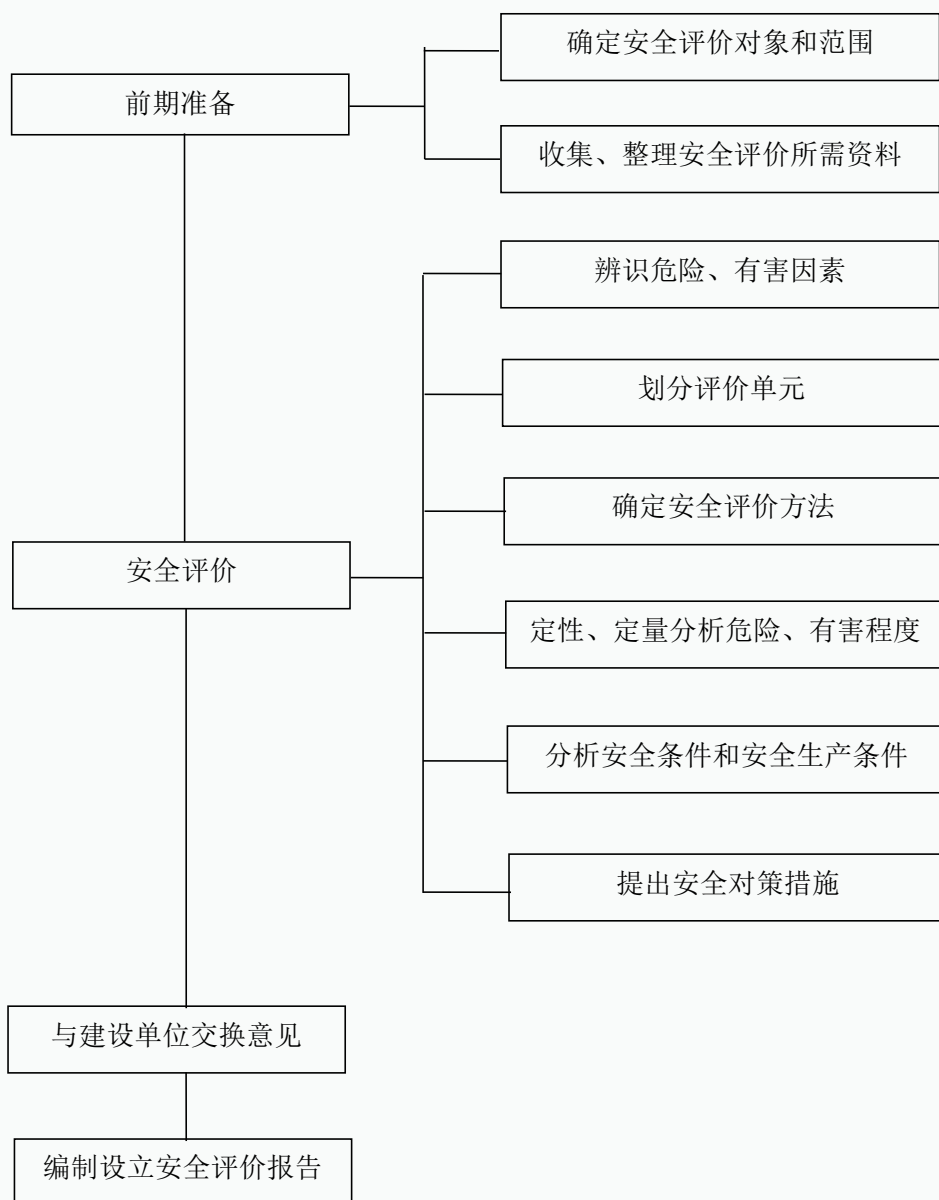 前期准备
确定安全评价对象和范围
收集、整理安全评价所需资料
安全评价
辨识危险、有害因素
划分评价单元
确定安全评价方法
定性、定量分析危险、有害程度
分析安全条件和安全生产条件
提出安全对策措施
与建设单位交换意见
编制设立安全评价报告